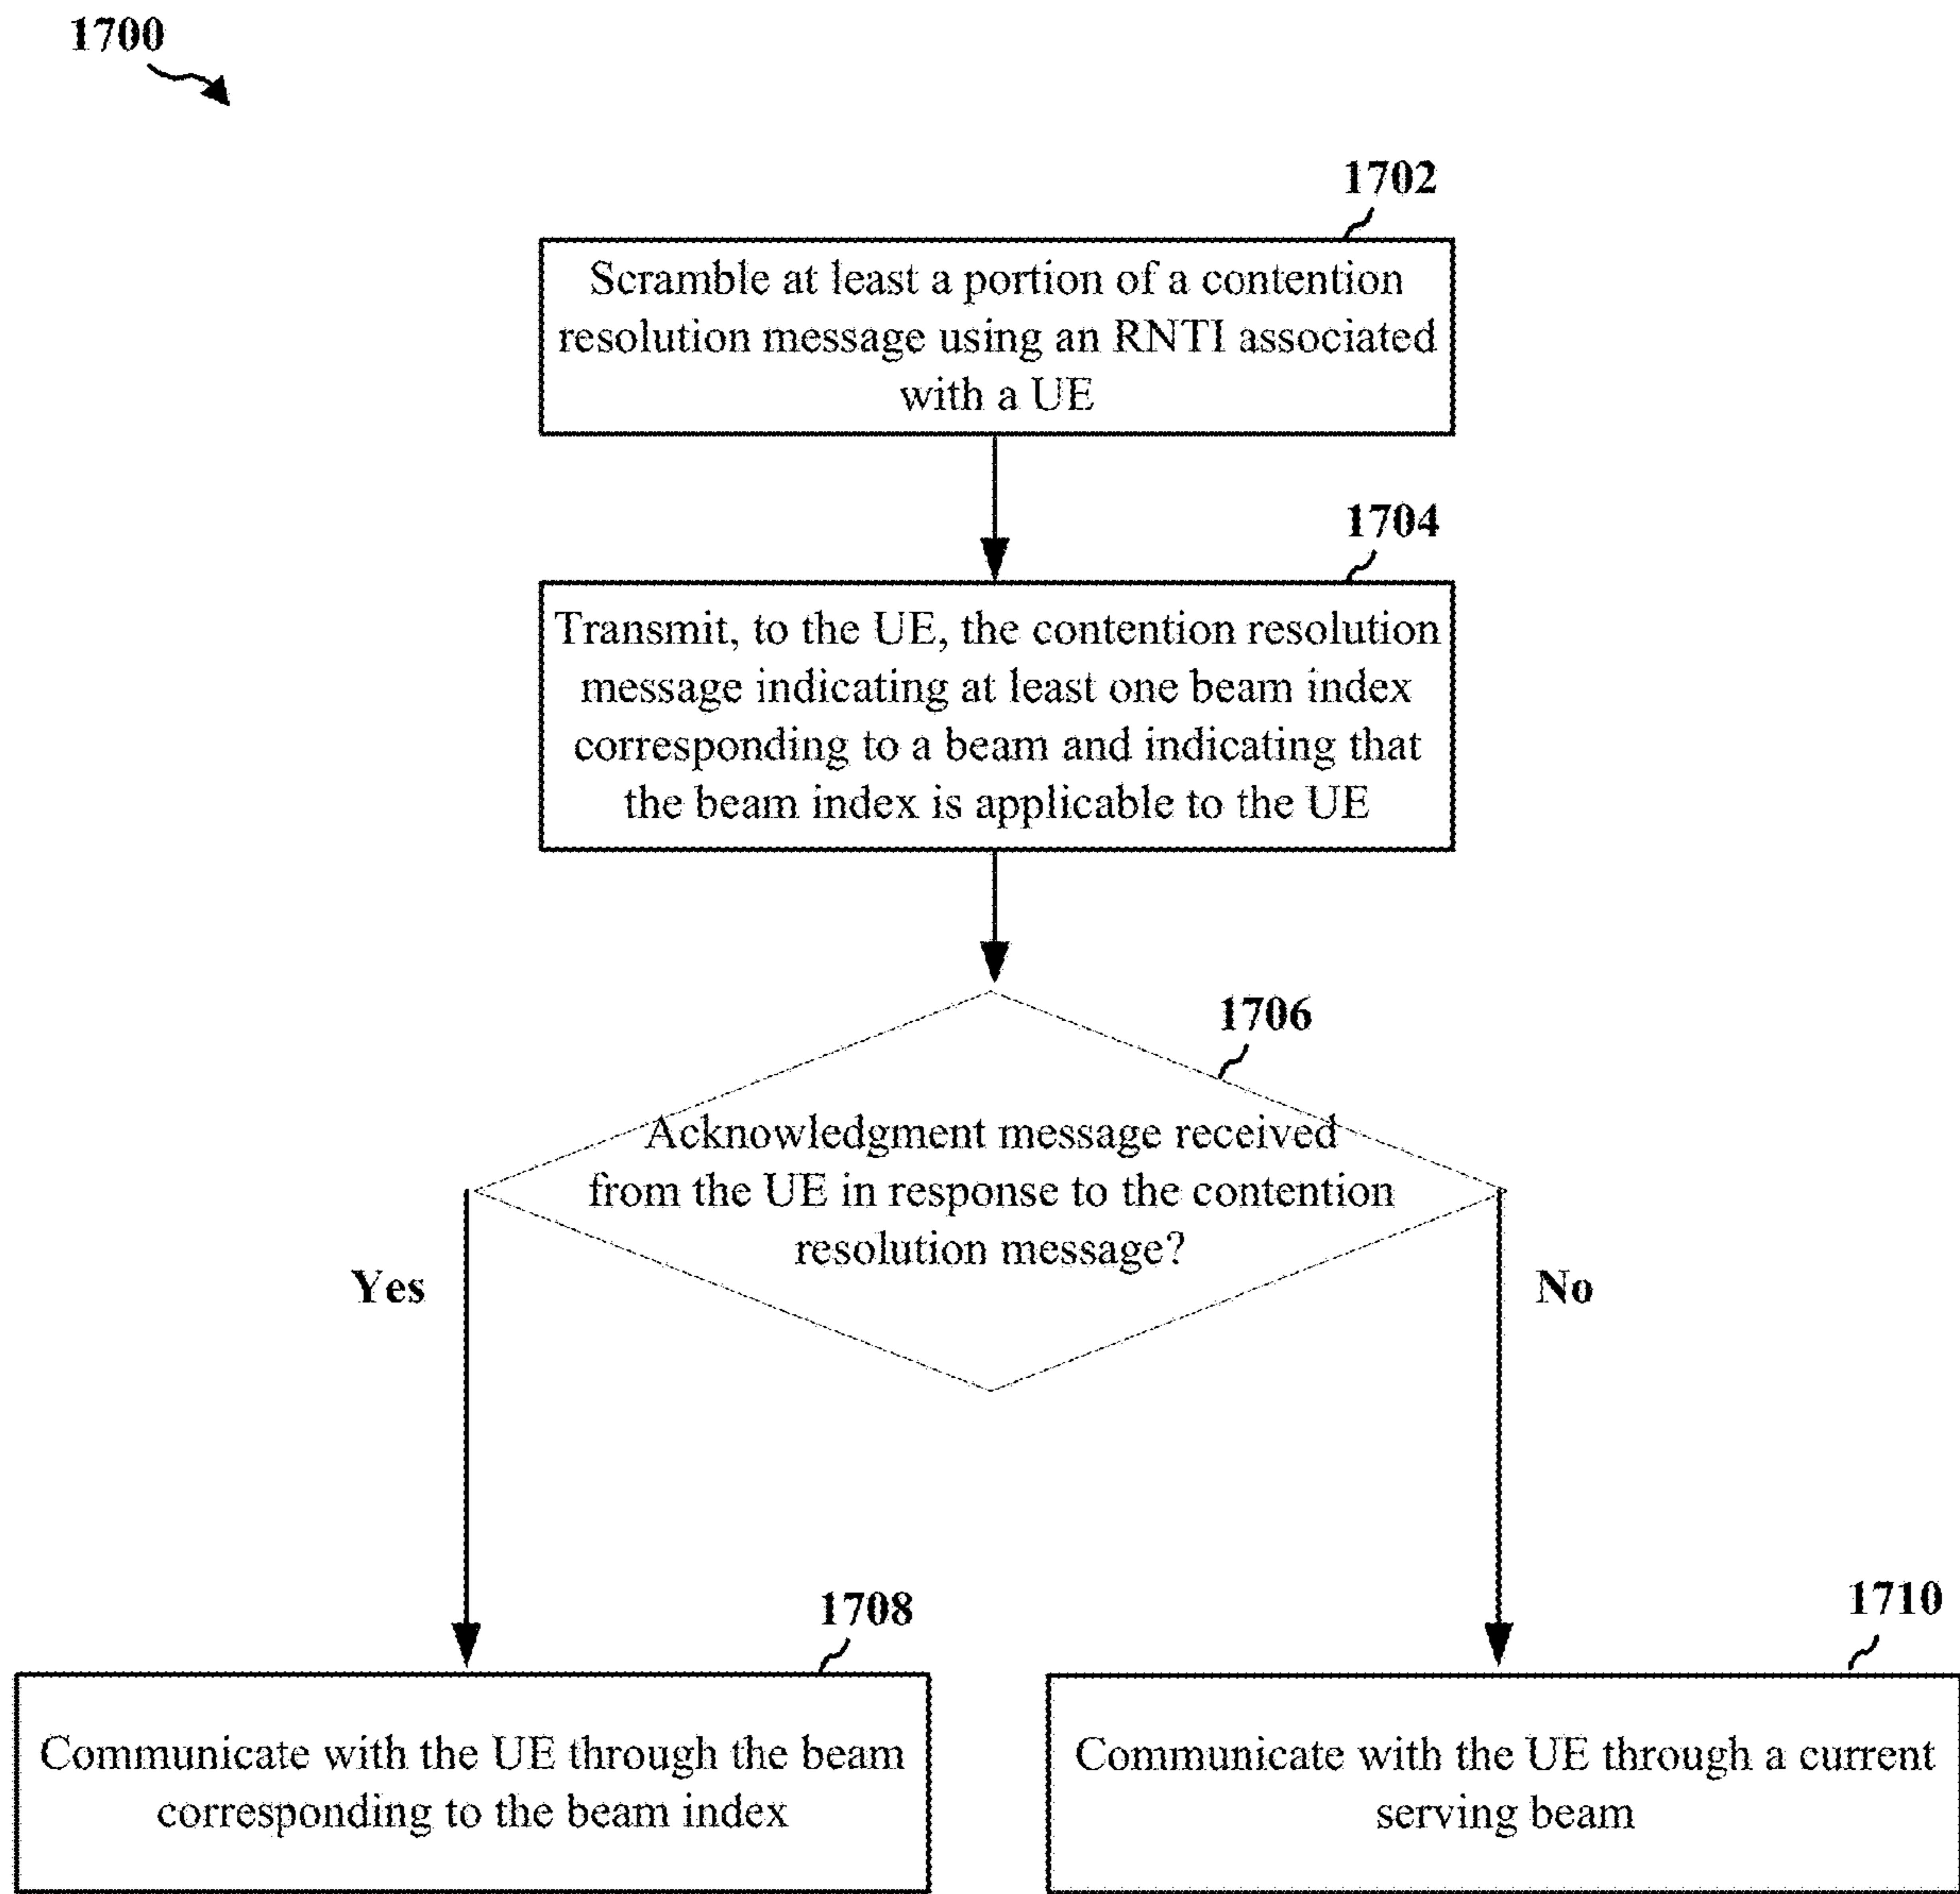 1700
1702
Scramble at least a portion of a contention
resolution message using an RNTI associated
with a UE
1704
Transmit, to the UE, the contention resolution
message indicating at least one beam index
corresponding to a beam and indicating that
the beam index is applicable to the UE
1706
Acknowledgment message received
from the UE in response to the contention
resolution message?
Yes
No
1708
Communicate with the UE through the beam
corresponding to the beam index
1710
Communicate with the UE through a current
serving beam